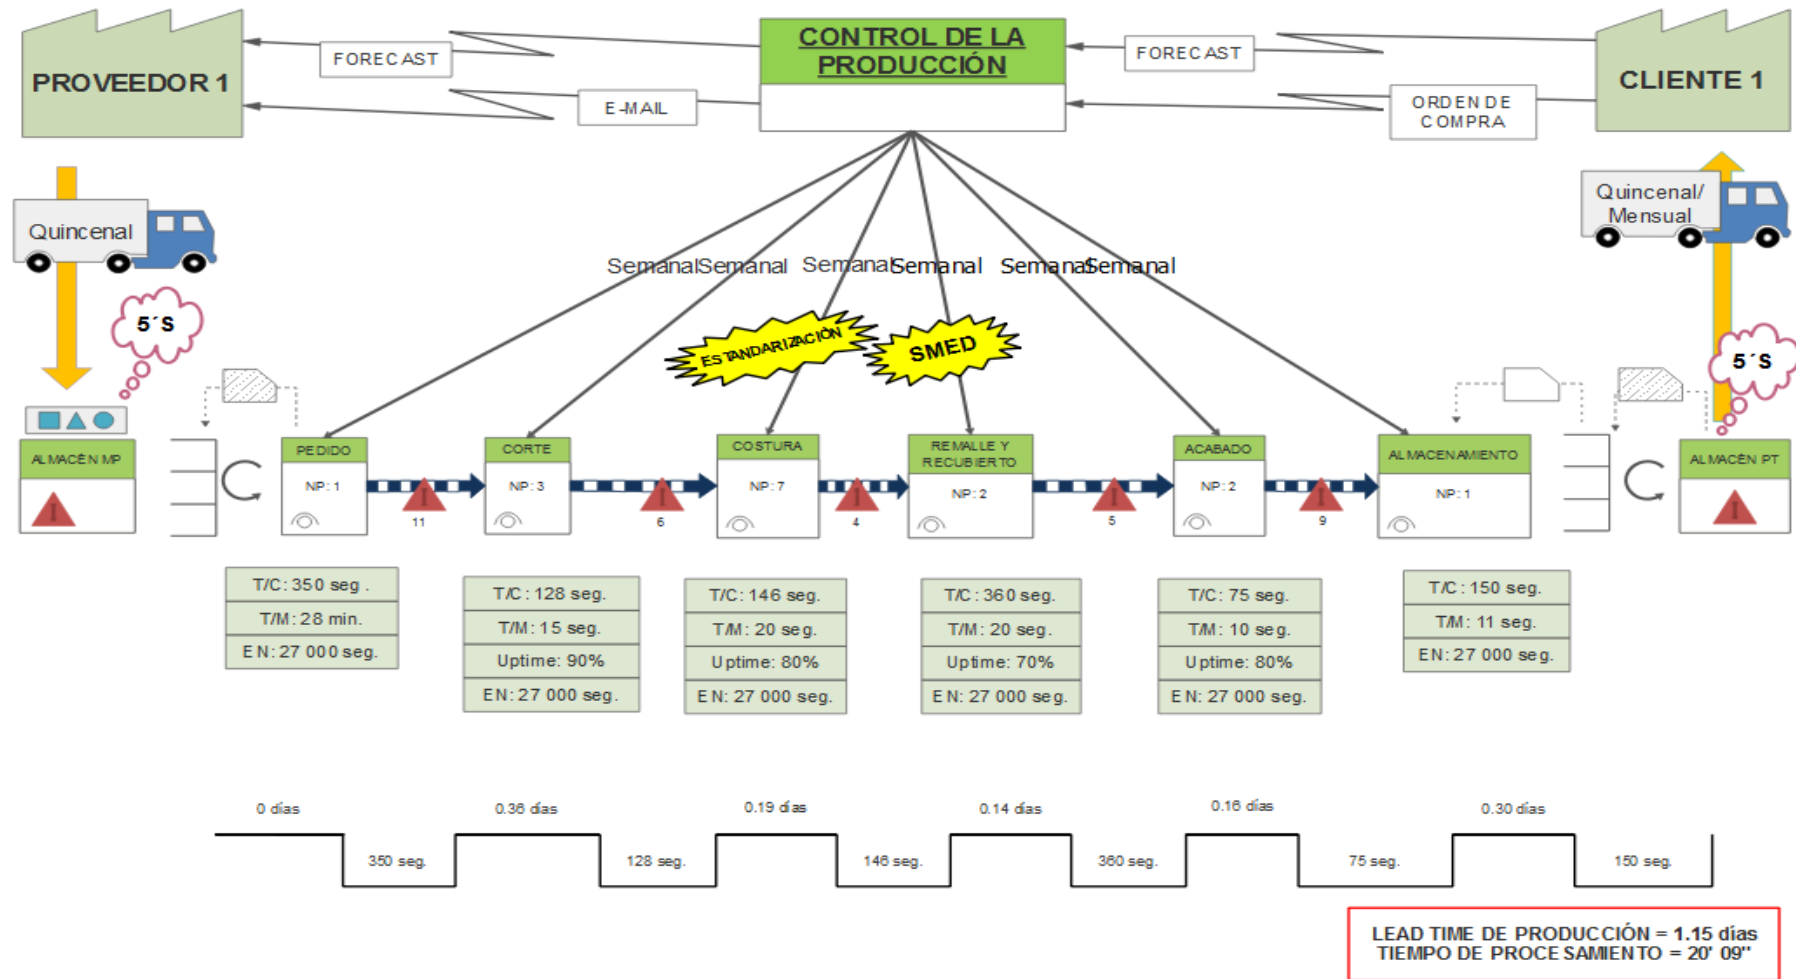 CONTROL DE LA
PRODUCCIÓN
PROVEEDOR 1
FORECAST
FORECAST
CLIENTE 1
E-MAIL
ORDEN DE
COMPRA
Quincenal
Quincenal/
Mensual
Semanal
Semanal
Semanal
Semanal
Semanal
Semanal
5´S
ESTANDARIZACIÓN
SMED
5´S
ALMACÉN MP
PEDIDO
NP: 1
CORTE
NP: 3
COSTURA
NP: 7
REMALLE Y
RECUBIERTO
NP: 2
ACABADO
NP: 2
ALMACENAMIENTO
NP: 1
ALMACÉN PT
11
6
4
5
9
T/C: 350 seg.
T/M: 28 min.
EN: 27 000 seg.
T/C: 128 seg.
T/M: 15 seg.
Uptime: 90%
EN: 27 000 seg.
T/C: 146 seg.
T/M: 20 seg.
Uptime: 80%
EN: 27 000 seg.
T/C: 360 seg.
T/M: 20 seg.
Uptime: 70%
EN: 27 000 seg.
T/C: 75 seg.
T/M: 10 seg.
Uptime: 80%
EN: 27 000 seg.
T/C: 150 seg.
T/M: 11 seg.
EN: 27 000 seg.
0 días
0.36 días
0.19 días
0.14 días
0.16 días
0.30 días
350 seg.
128 seg.
146 seg.
360 seg.
75 seg.
150 seg.
LEAD TIME DE PRODUCCIÓN = 1.15 días
TIEMPO DE PROCESAMIENTO = 20' 09"